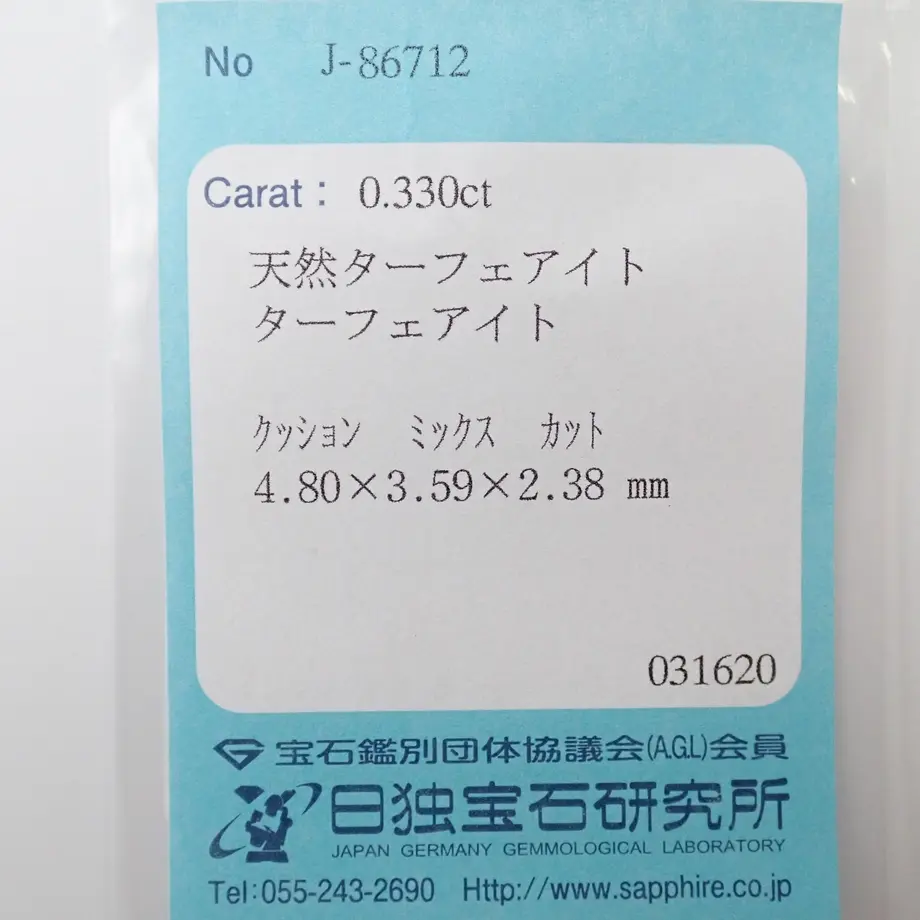 No J-86712
Carat: 0.330ct
天然ターフェアイト
ターフェアイト
ｸｯｼｮﾝ ﾐｯｸｽ ｶｯﾄ
4.80×3.59×2.38 mm
031620
宝石鑑別団体協議会(A.G.L)会員
日独宝石研究所
JAPAN GERMANY GEMMOLOGICAL LABORATORY
Tel:055-243-2690 Http://www.sapphire.co.jp